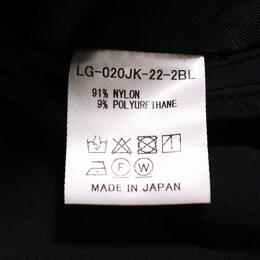 LG-020JK-22-2BL
91% NYLON
9% POLYURETHANE
F W
MADE IN JAPAN